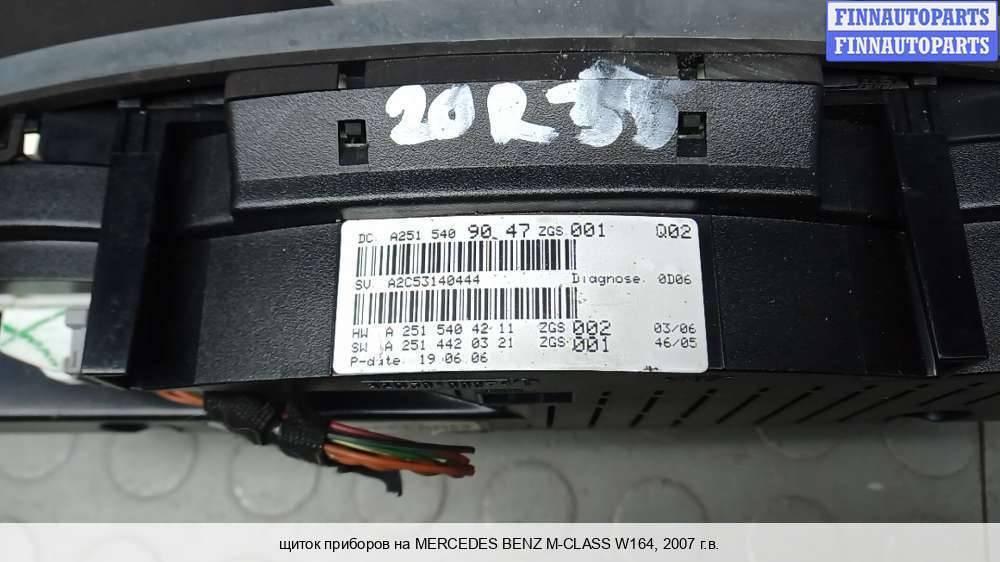 FINNAUTOPARTS
FINNAUTOPARTS
20R35
DC A251 540 90 47 ZGS 001 Q02
SV A2C53140444 Diagnose 0D06
HW A 251 540 42 11 ZGS 002 03/06
SW A 251 442 03 21 ZGS 001 46/05
P-date 19.06.06
щиток приборов на MERCEDES BENZ M-CLASS W164, 2007 г.в.